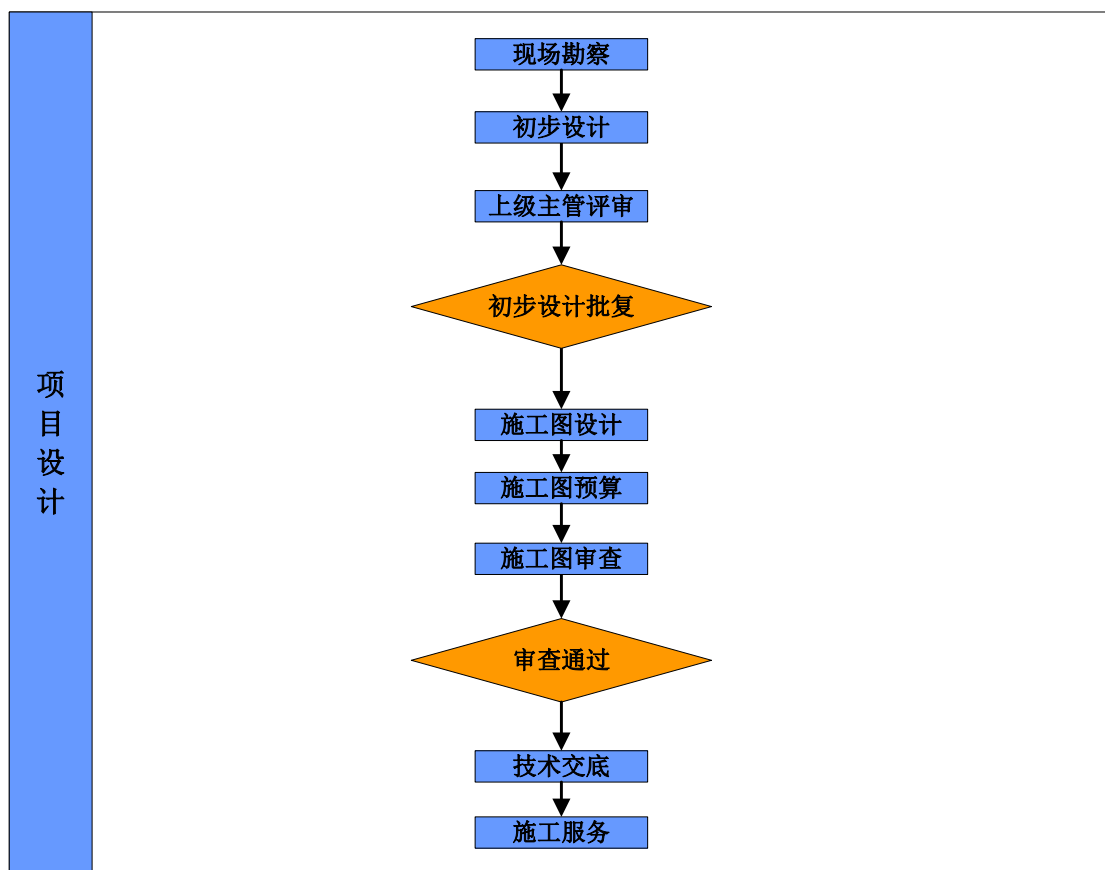 现场勘察
初步设计
上级主管评审
初步设计批复
项目设计
施工图设计
施工图预算
施工图审查
审查通过
技术交底
施工服务